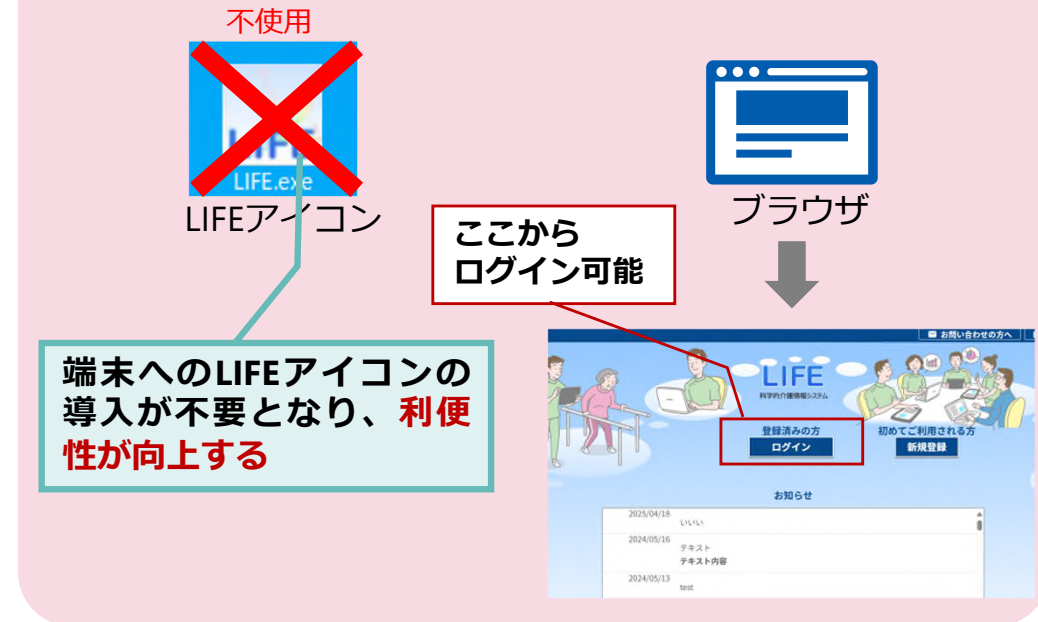 不使用
LIFE
LIFE.exe
LIFEアイコン
ブラウザ
ここから
ログイン可能
端末へのLIFEアイコンの
導入が不要となり、利便
性が向上する
お問い合わせの方へ
LIFE
科学的介護情報システム
登録済みの方
ログイン
初めてご利用される方
新規登録
お知らせ
2025/04/18
いいい
2024/05/16
テキスト
テキスト内容
2024/05/13
test